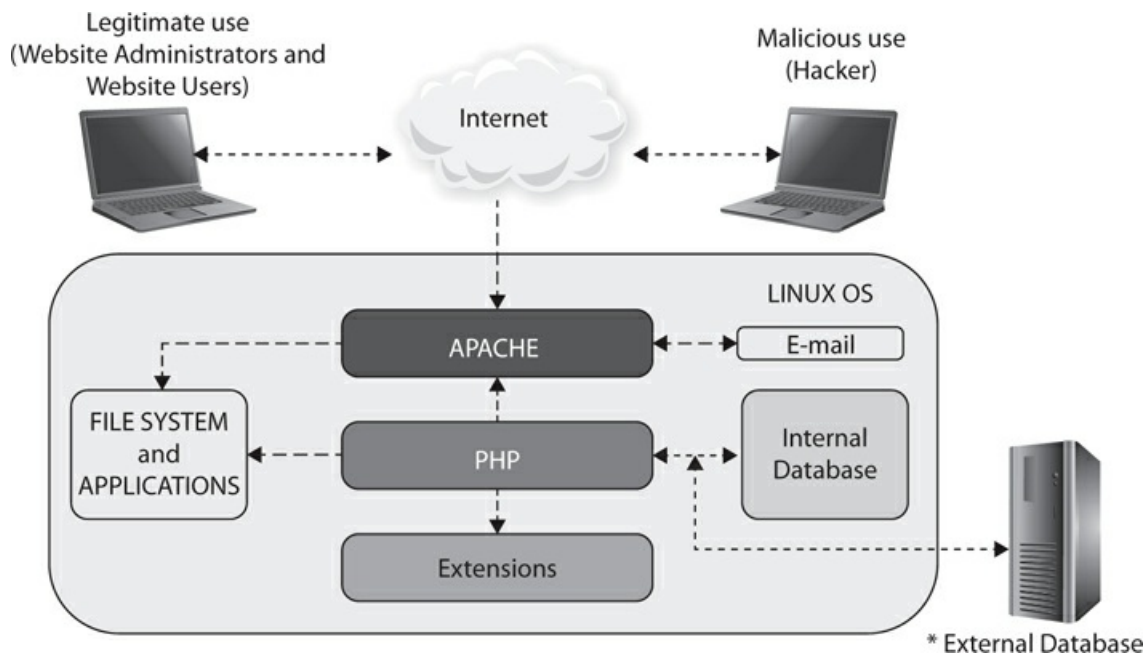 Legitimate use
(Website Administrators and
Website Users)
Internet
Malicious use
(Hacker)
LINUX OS
APACHE
E-mail
FILE SYSTEM
and
APPLICATIONS
PHP
Internal
Database
Extensions
* External Database